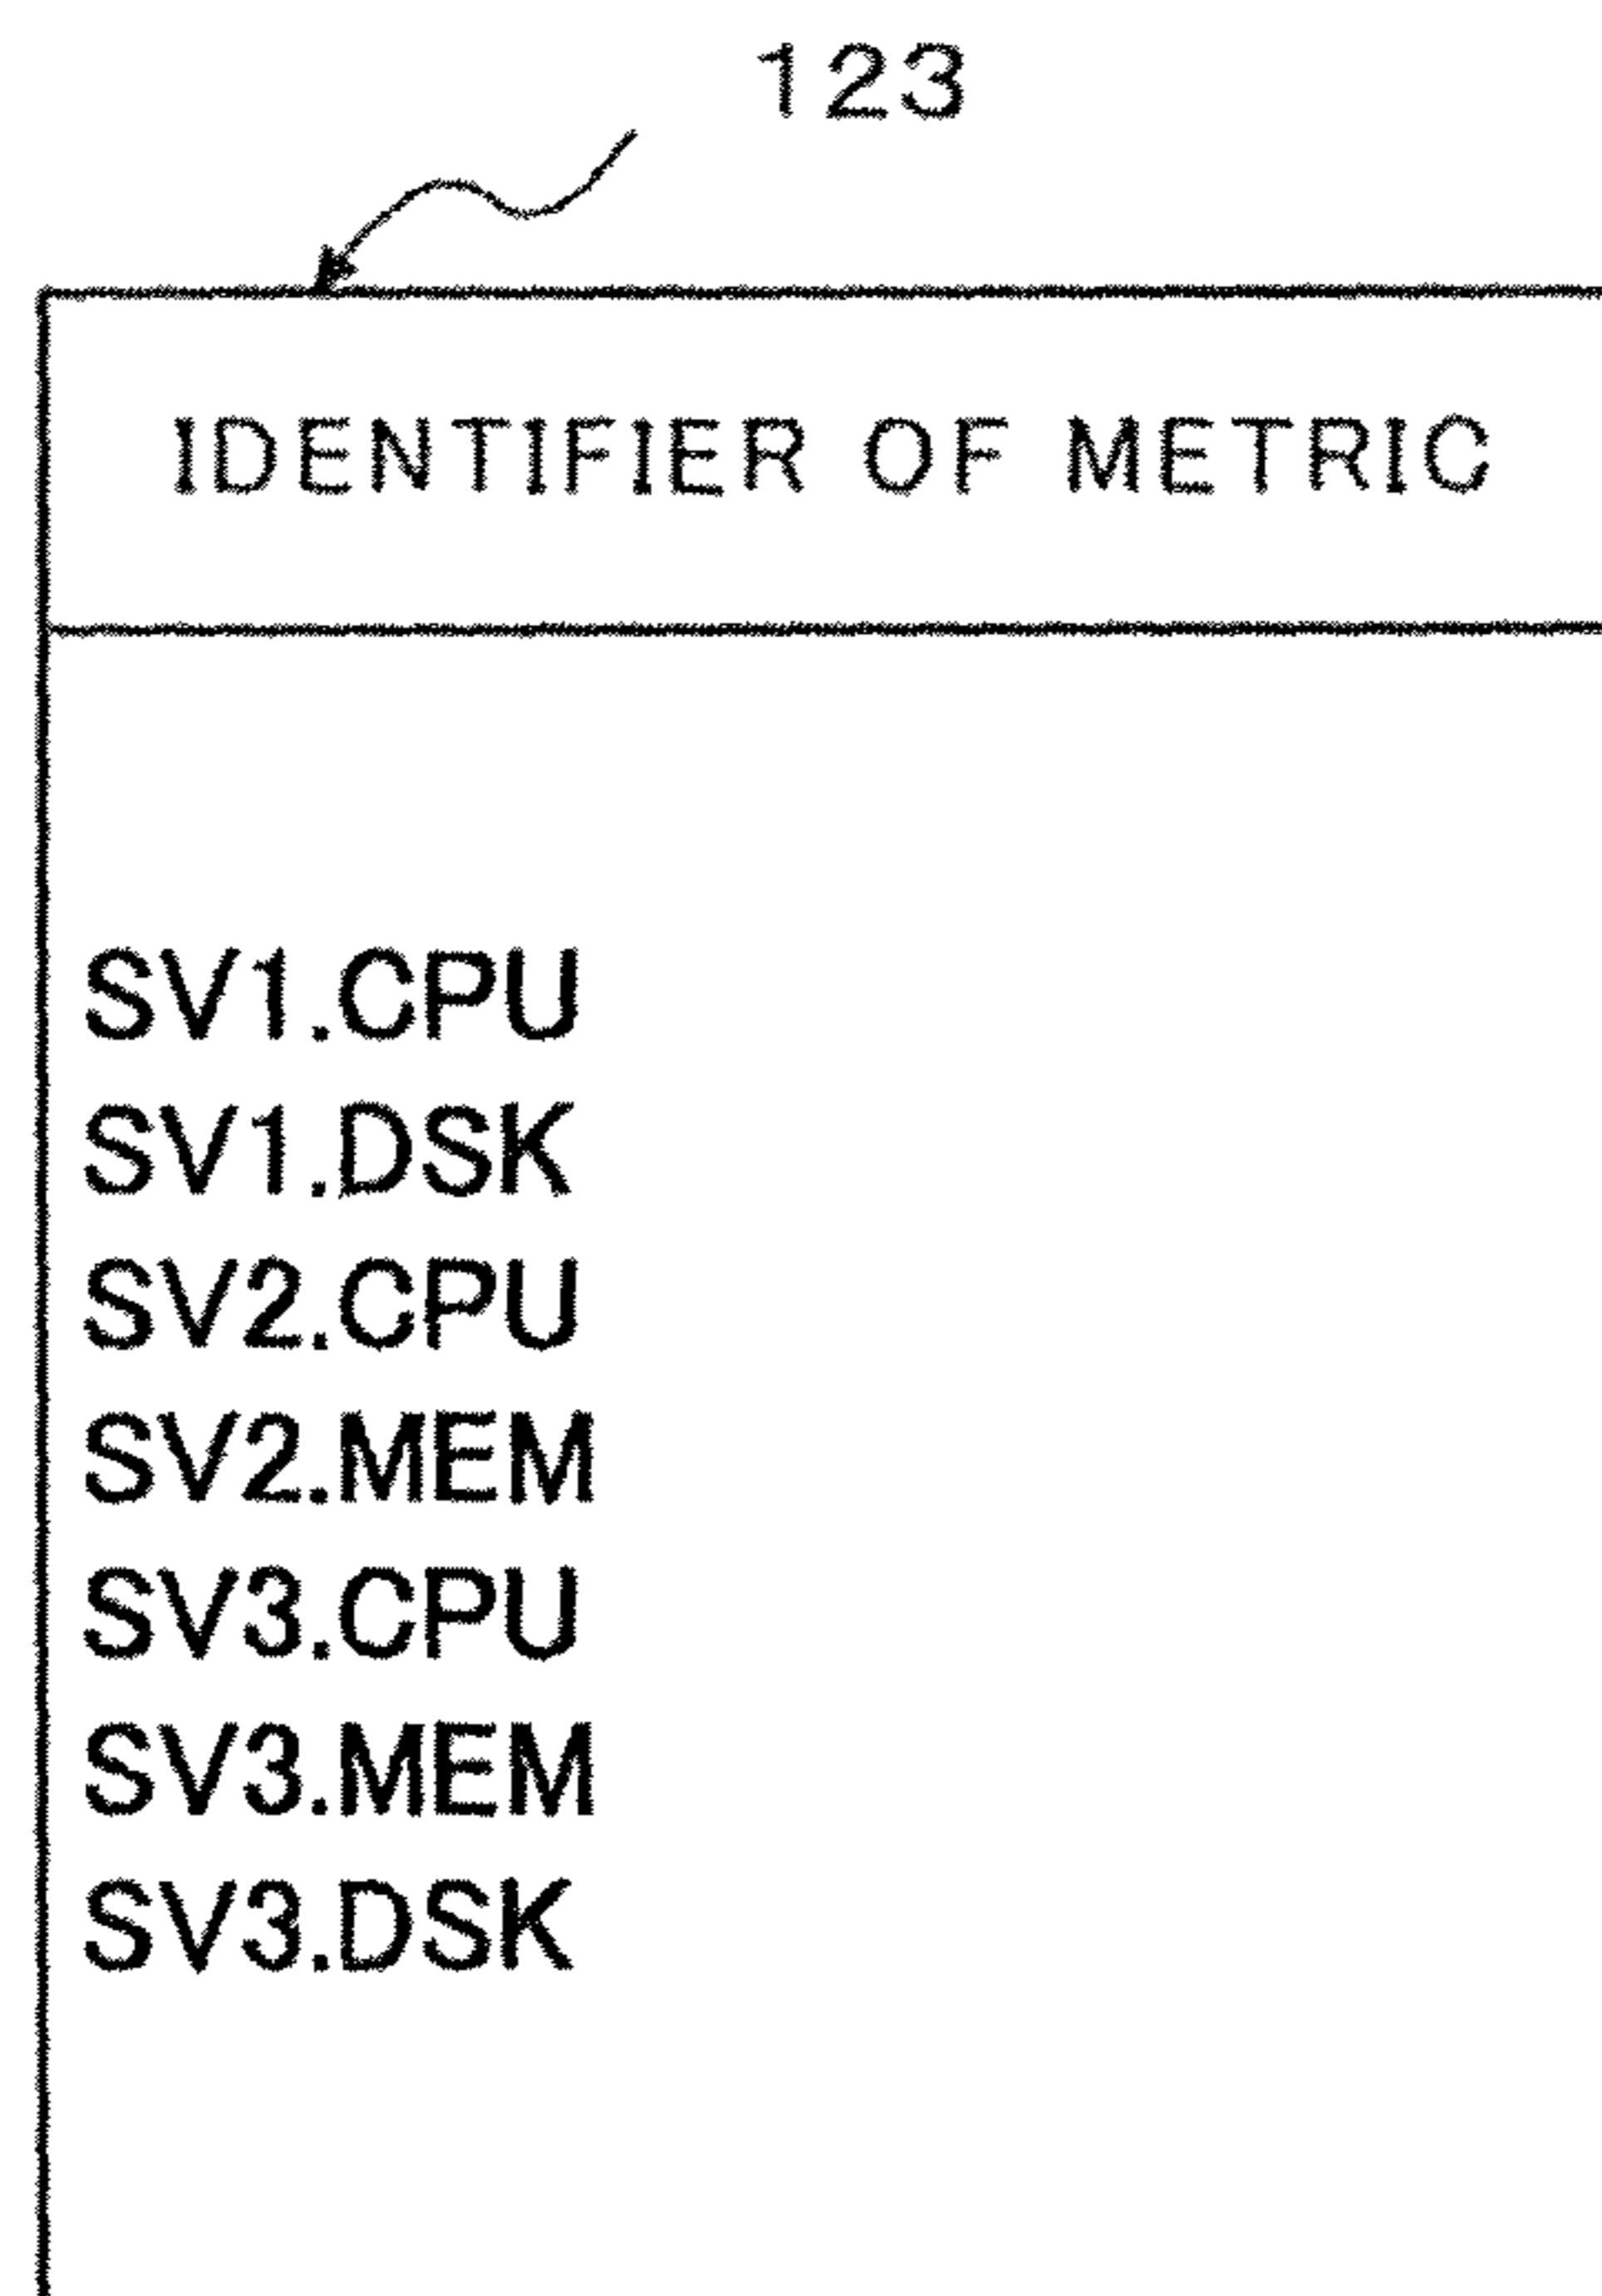 123
IDENTIFIER OF METRIC
SV1.CPU
SV1.DSK
SV2.CPU
SV2.MEM
SV3.CPU
SV3.MEM
SV3.DSK